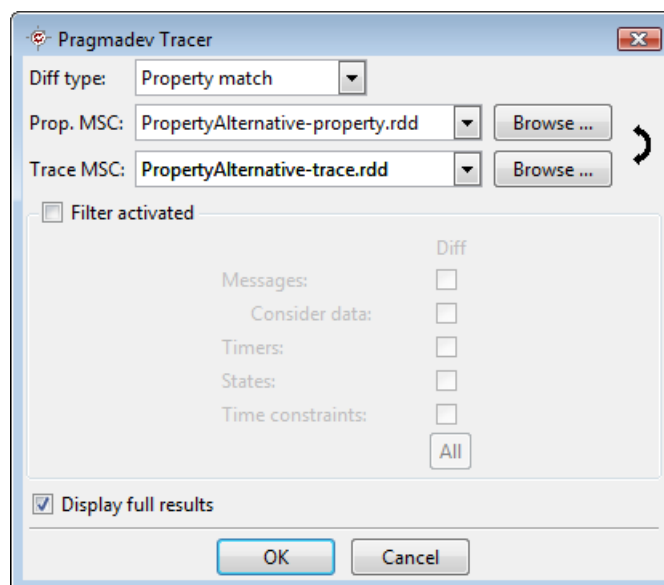 Pragmadev Tracer
Diff type: Property match
Prop. MSC: PropertyAlternative-property.rdd Browse ...
Trace MSC: PropertyAlternative-trace.rdd Browse ...
Filter activated
Diff
Messages:
Consider data:
Timers:
States:
Time constraints:
All
Display full results
OK Cancel